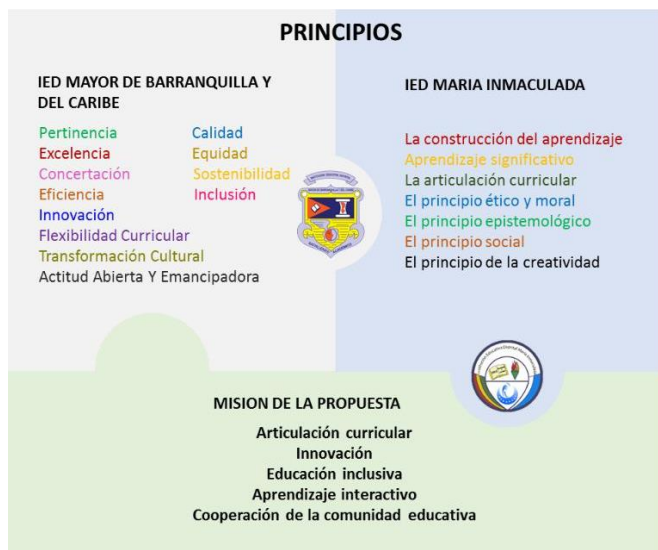 PRINCIPIOS
IED MAYOR DE BARRANQUILLA Y
DEL CARIBE
Pertinencia
Excelencia
Concertación
Eficiencia
Innovación
Flexibilidad Curricular
Transformación Cultural
Actitud Abierta Y Emancipadora
Calidad
Equidad
Sostenibilidad
Inclusión
IED MARIA INMACULADA
La construcción del aprendizaje
Aprendizaje significativo
La articulación curricular
El principio ético y moral
El principio epistemológico
El principio social
El principio de la creatividad
MISION DE LA PROPUESTA
Articulación curricular
Innovación
Educación inclusiva
Aprendizaje interactivo
Cooperación de la comunidad educativa